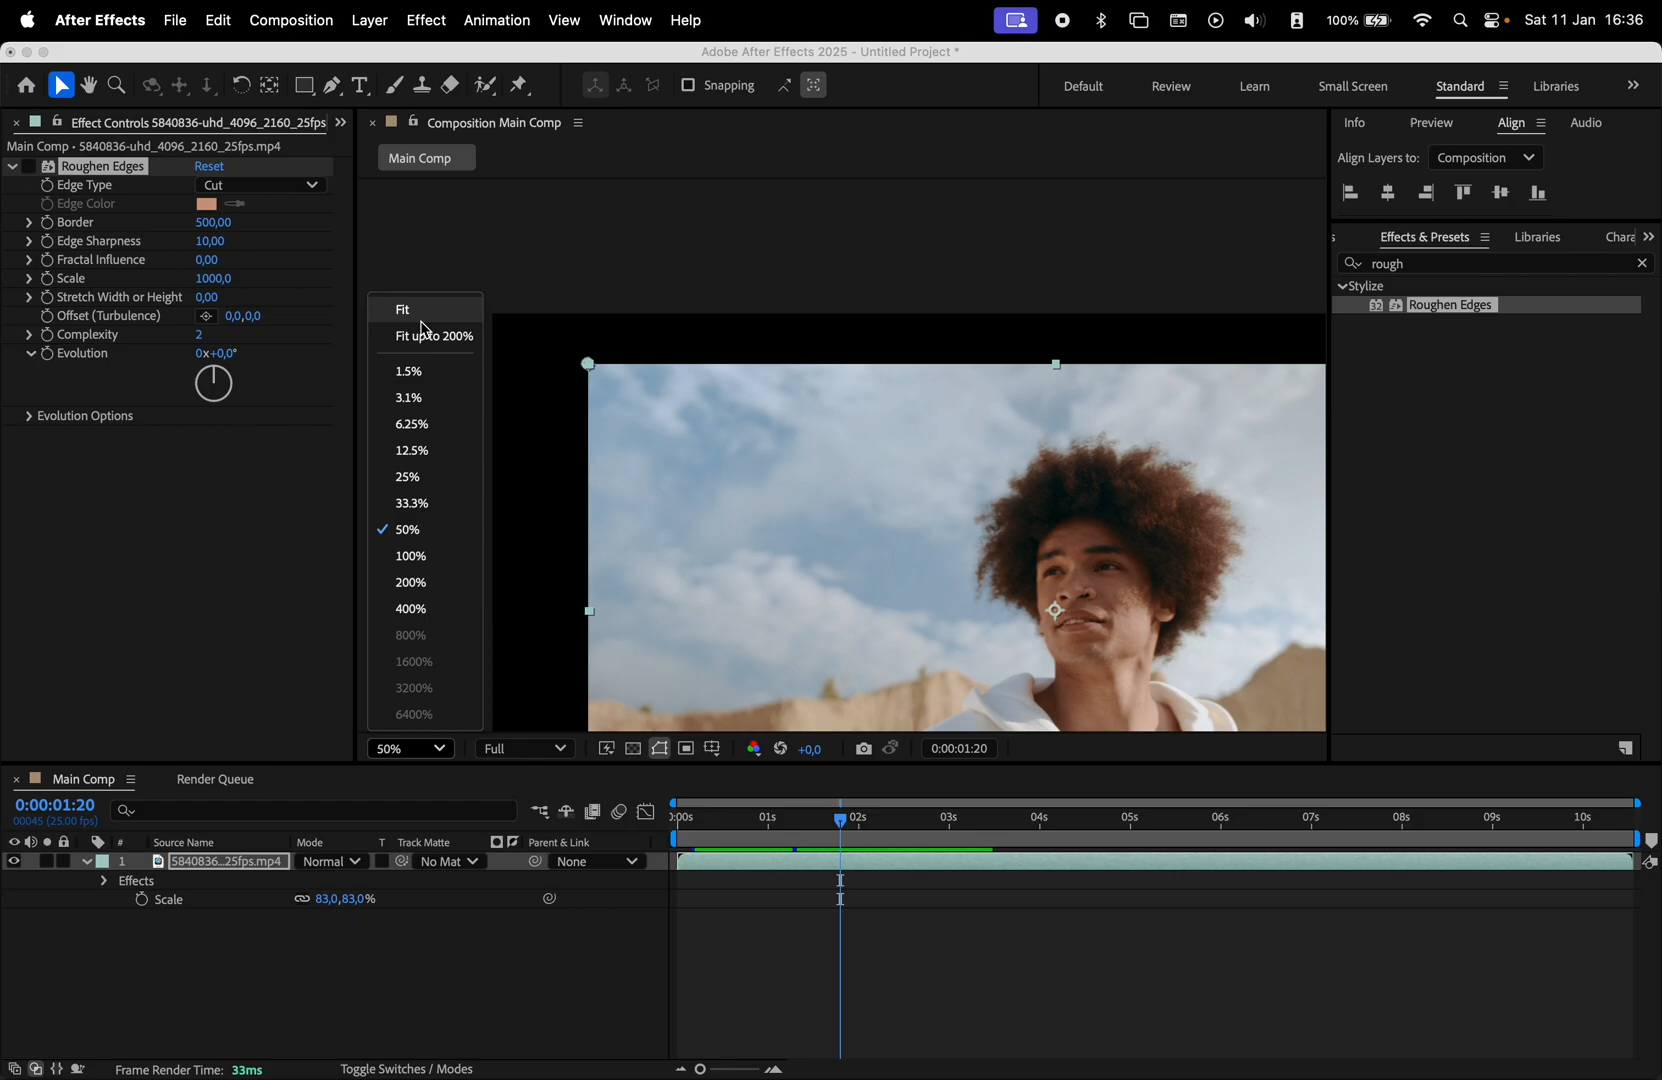 After Effects File Edit Composition Layer Effect Animation View Window Help 100% Sat 11 Jan 16:36
Adobe After Effects 2025 - Untitled Project *
Snapping Default Review Learn Small Screen Standard Libraries
Effect Controls 5840836-uhd_4096_2160_25fps
Main Comp • 5840836-uhd_4096_2160_25fps.mp4
Roughen Edges Reset
Edge Type Cut
Edge Color
Border 500,00
Edge Sharpness 10,00
Fractal Influence 0,00
Scale 1000,0
Stretch Width or Height 0,00
Offset (Turbulence) 0,0,0,0
Complexity 2
Evolution 0x+0,0°
Evolution Options
Composition Main Comp
Main Comp
Fit
Fit up to 200%
1.5%
3.1%
6.25%
12.5%
25%
33.3%
50%
100%
200%
400%
800%
1600%
3200%
6400%
50% Full +0,0 0:00:01:20
Info Preview Align Audio
Align Layers to: Composition
s Effects & Presets Libraries Chara
rough
Stylize
32 Roughen Edges
Main Comp Render Queue
0:00:01:20
00045 (25.00 fps)
):00s 01s 02s 03s 04s 05s 06s 07s 08s 09s 10s
# Source Name Mode T Track Matte Parent & Link
1 5840836...25fps.mp4 Normal No Mat None
Effects
Scale 83,0,83,0%
Frame Render Time: 33ms Toggle Switches / Modes